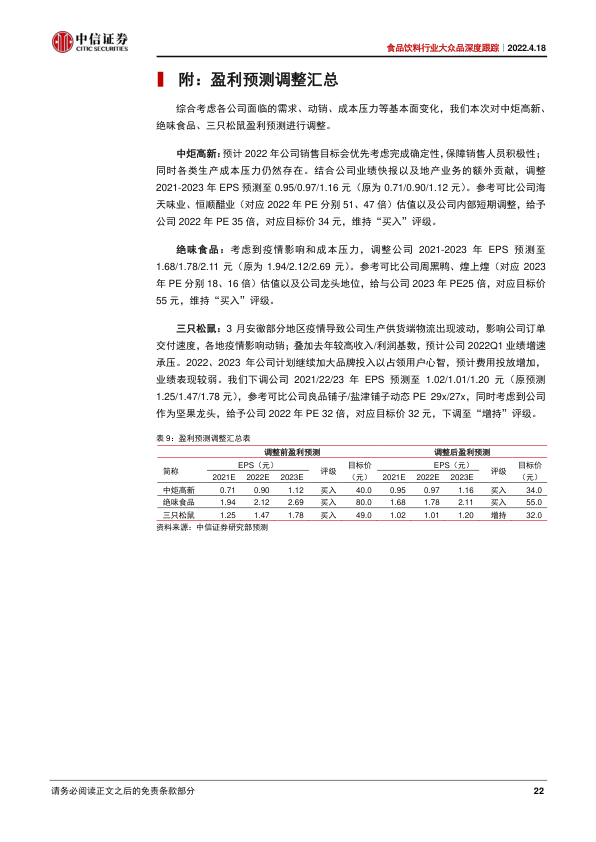 中信证券
CITIC SECURITIES
食品饮料行业大众品深度跟踪｜2022.4.18
附：盈利预测调整汇总
综合考虑各公司面临的需求、动销、成本压力等基本面变化，我们本次对中炬高新、
绝味食品、三只松鼠盈利预测进行调整。
中炬高新：预计 2022 年公司销售目标会优先考虑完成确定性，保障销售人员积极性；
同时各类生产成本压力仍然存在。结合公司业绩快报以及地产业务的额外贡献，调整
2021-2023 年 EPS 预测至 0.95/0.97/1.16 元（原为 0.71/0.90/1.12 元）。参考可比公司海
天味业、恒顺醋业（对应 2022 年 PE 分别 51、47 倍）估值以及公司内部短期调整，给予
公司 2022 年 PE 35 倍，对应目标价 34 元，维持“买入”评级。
绝味食品：考虑到疫情影响和成本压力，调整公司 2021-2023 年 EPS 预测至
1.68/1.78/2.11 元（原为 1.94/2.12/2.69 元）。参考可比公司周黑鸭、煌上煌（对应 2023
年 PE 分别 18、16 倍）估值以及公司龙头地位，给与公司 2023 年 PE25 倍，对应目标价
55 元，维持“买入”评级。
三只松鼠：3 月安徽部分地区疫情导致公司生产供货端物流出现波动，影响公司订单
交付速度，各地疫情影响动销；叠加去年较高收入/利润基数，预计公司 2022Q1 业绩增速
承压。2022、2023 年公司计划继续加大品牌投入以占领用户心智，预计费用投放增加，
业绩表现较弱。我们下调公司 2021/22/23 年 EPS 预测至 1.02/1.01/1.20 元（原预测
1.25/1.47/1.78 元），参考可比公司良品铺子/盐津铺子动态 PE 29x/27x，同时考虑到公司
作为坚果龙头，给予公司 2022 年 PE 32 倍，对应目标价 32 元，下调至“增持”评级。
表 9：盈利预测调整汇总表
调整前盈利预测 调整后盈利预测
简称 EPS（元） 评级 目标价（元） EPS（元） 评级 目标价（元）
2021E 2022E 2023E 2021E 2022E 2023E
中炬高新 0.71 0.90 1.12 买入 40.0 0.95 0.97 1.16 买入 34.0
绝味食品 1.94 2.12 2.69 买入 80.0 1.68 1.78 2.11 买入 55.0
三只松鼠 1.25 1.47 1.78 买入 49.0 1.02 1.01 1.20 增持 32.0
资料来源：中信证券研究部预测
请务必阅读正文之后的免责条款部分 22